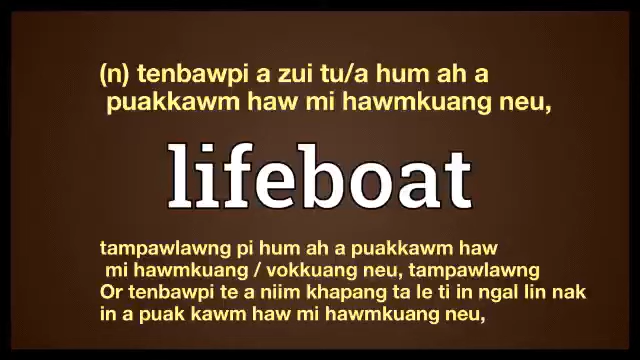 (n) tenbawpi a zui tu/a hum ah a
puakkawm haw mi hawmkuang neu,
lifeboat
tampawlawng pi hum ah a puakkawm haw
mi hawmkuang / vokkuang neu, tampawlawng
Or tenbawpi te a niim khapang ta le ti in ngal lin nak
in a puak kawm haw mi hawmkuang neu,